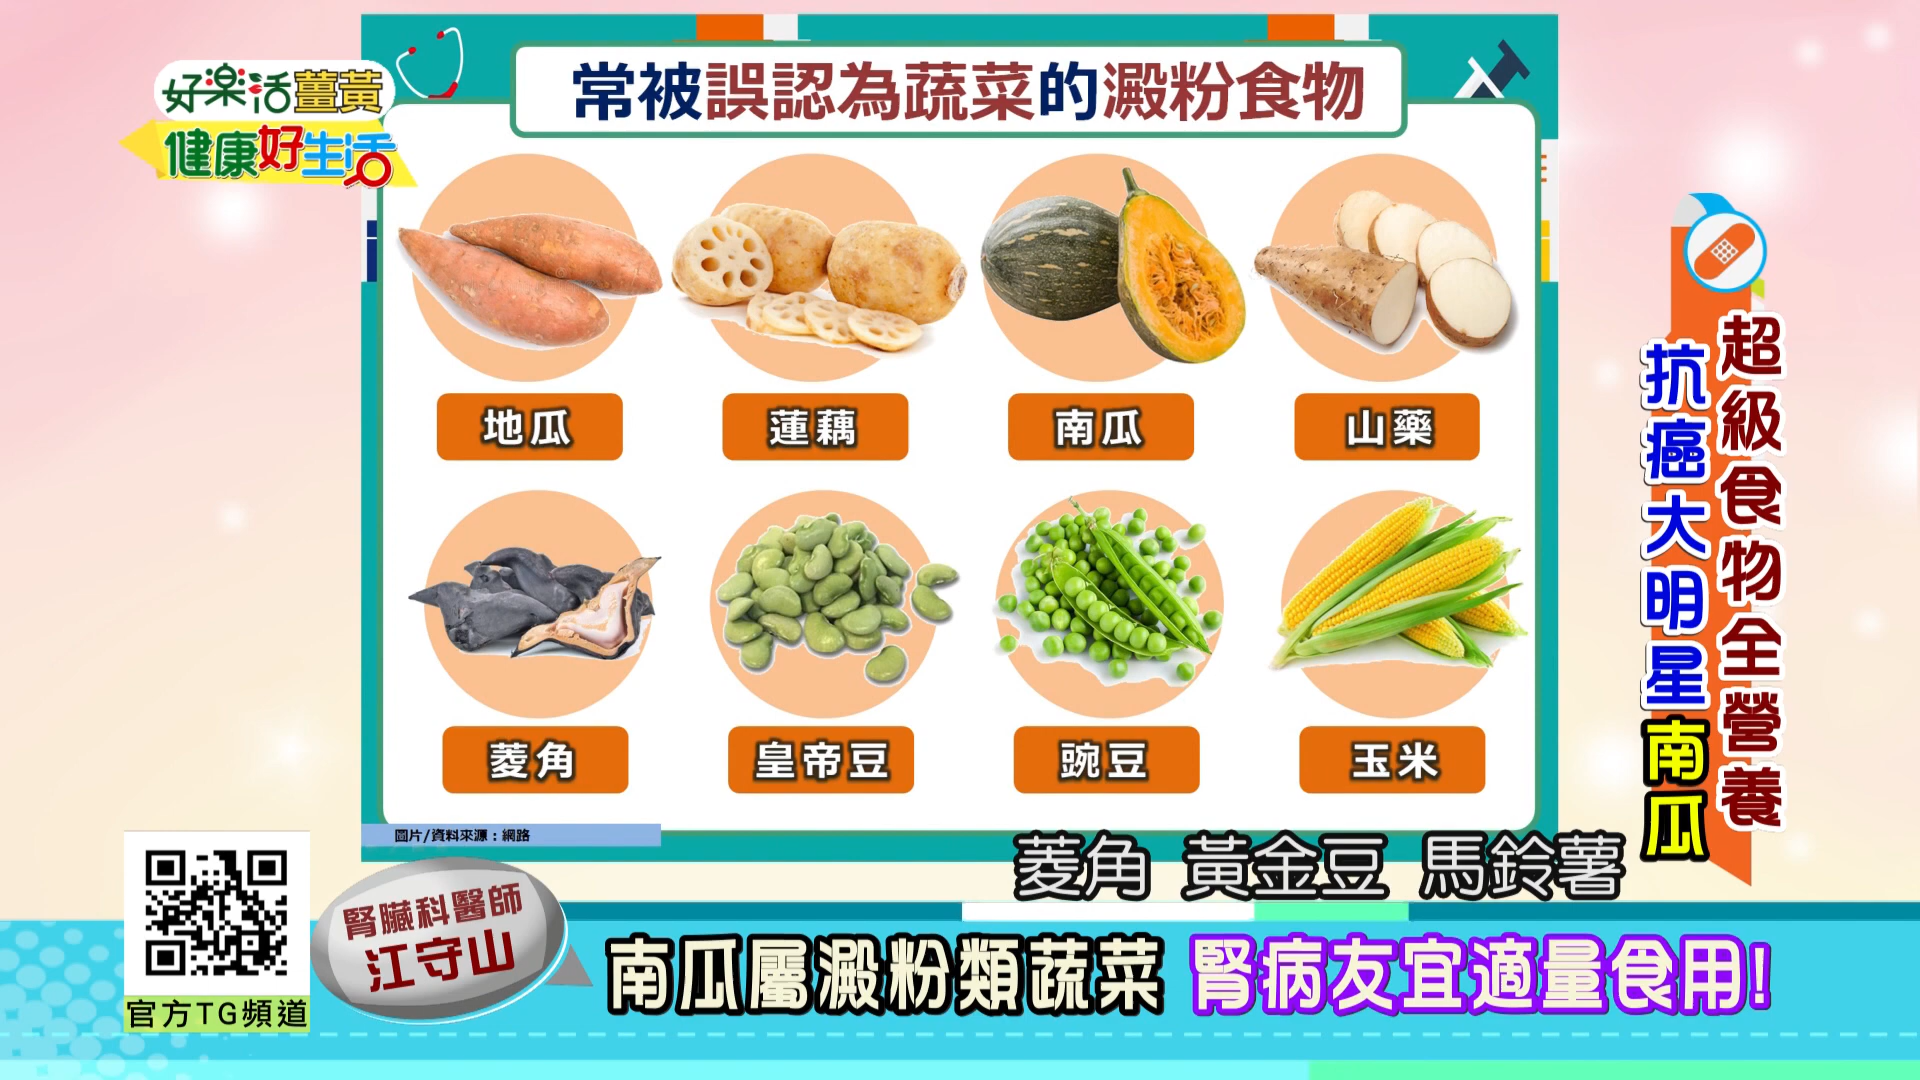 常被誤認為蔬菜的澱粉食物
好樂活薑黃
健康好生活
地瓜
蓮藕
南瓜
山藥
菱角
皇帝豆
豌豆
玉米
圖片/資料來源：網路
超級食物全營養
抗癌大明星南瓜
菱角 黃金豆 馬鈴薯
腎臟科醫師
江守山
南瓜屬澱粉類蔬菜 腎病友宜適量食用!
官方TG頻道